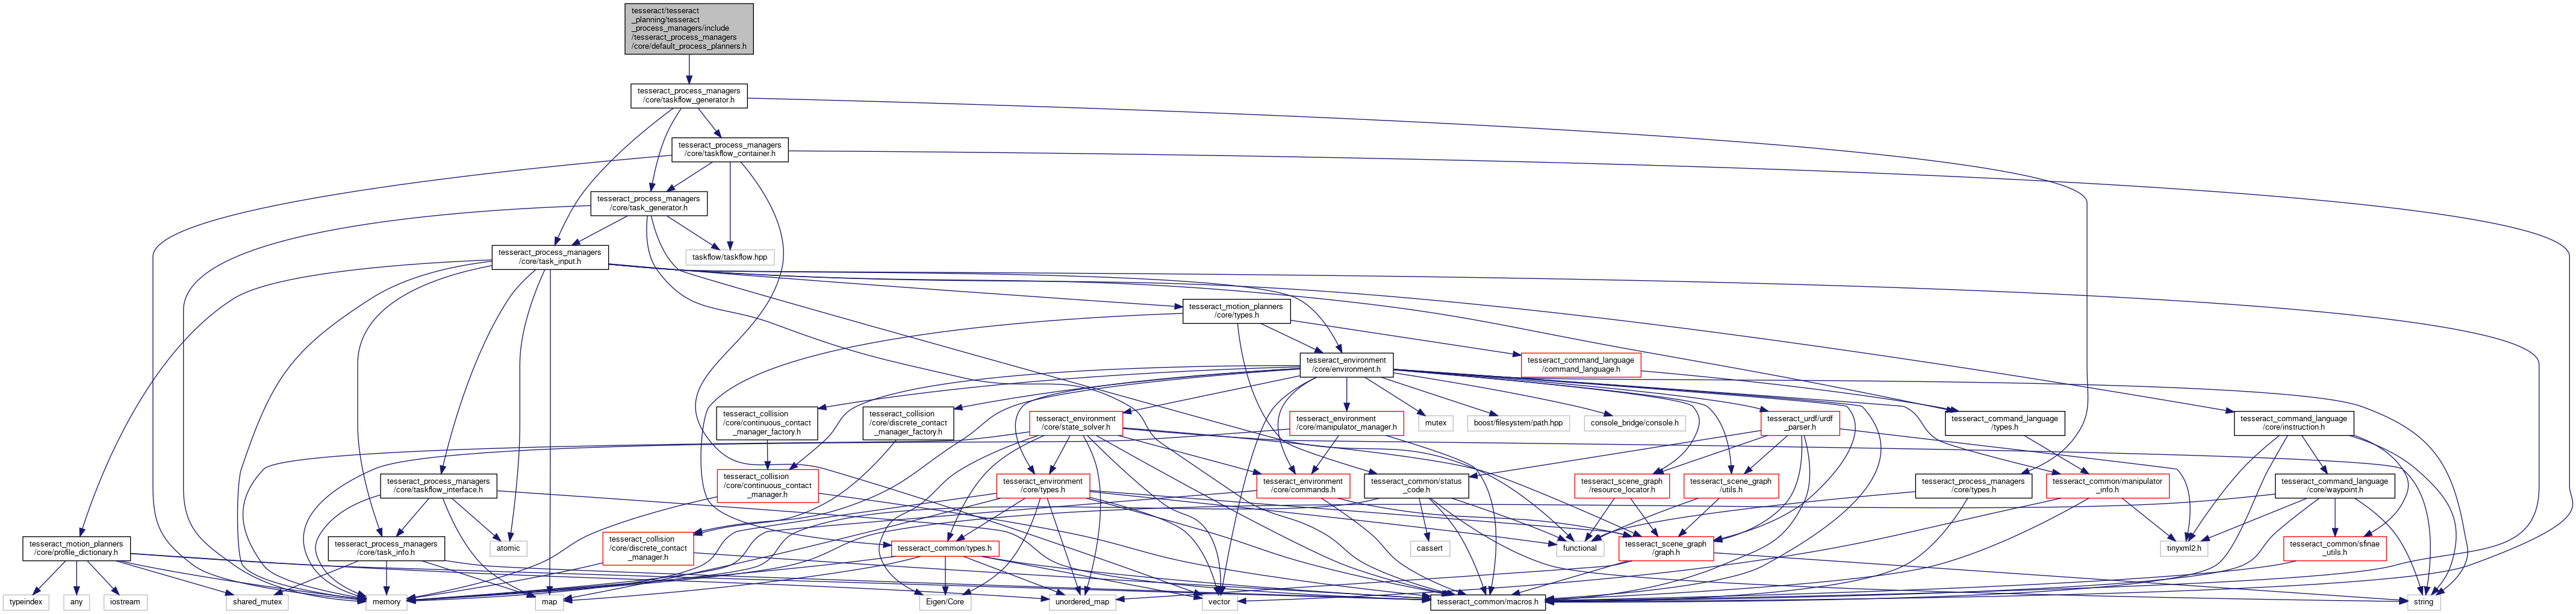 tesseract/tesseract
_planning/tesseract
_process_managers/include
/tesseract_process_managers
/core/default_process_planners.h
tesseract_process_managers
/core/taskflow_generator.h
tesseract_process_managers
/core/taskflow_container.h
tesseract_process_managers
/core/task_generator.h
tesseract_process_managers
/core/task_input.h
taskflow/taskflow.hpp
tesseract_motion_planners
/core/types.h
tesseract_environment
/core/environment.h
tesseract_command_language
/command_language.h
tesseract_collision
/core/continuous_contact
_manager_factory.h
tesseract_collision
/core/discrete_contact
_manager_factory.h
tesseract_environment
/core/state_solver.h
tesseract_environment
/core/manipulator_manager.h
mutex
boost/filesystem/path.hpp
console_bridge/console.h
tesseract_urdf/urdf
_parser.h
tesseract_command_language
/types.h
tesseract_command_language
/core/instruction.h
tesseract_process_managers
/core/taskflow_interface.h
tesseract_collision
/core/continuous_contact
_manager.h
tesseract_environment
/core/types.h
tesseract_environment
/core/commands.h
tesseract_common/status
_code.h
tesseract_scene_graph
/resource_locator.h
tesseract_scene_graph
/utils.h
tesseract_process_managers
/core/types.h
tesseract_common/manipulator
_info.h
tesseract_command_language
/core/waypoint.h
tesseract_motion_planners
/core/profile_dictionary.h
tesseract_process_managers
/core/task_info.h
atomic
tesseract_collision
/core/discrete_contact
_manager.h
tesseract_common/types.h
cassert
functional
tesseract_scene_graph
/graph.h
tinyxml2.h
tesseract_common/sfinae
_utils.h
typeindex
any
iostream
shared_mutex
memory
map
Eigen/Core
unordered_map
vector
tesseract_common/macros.h
string